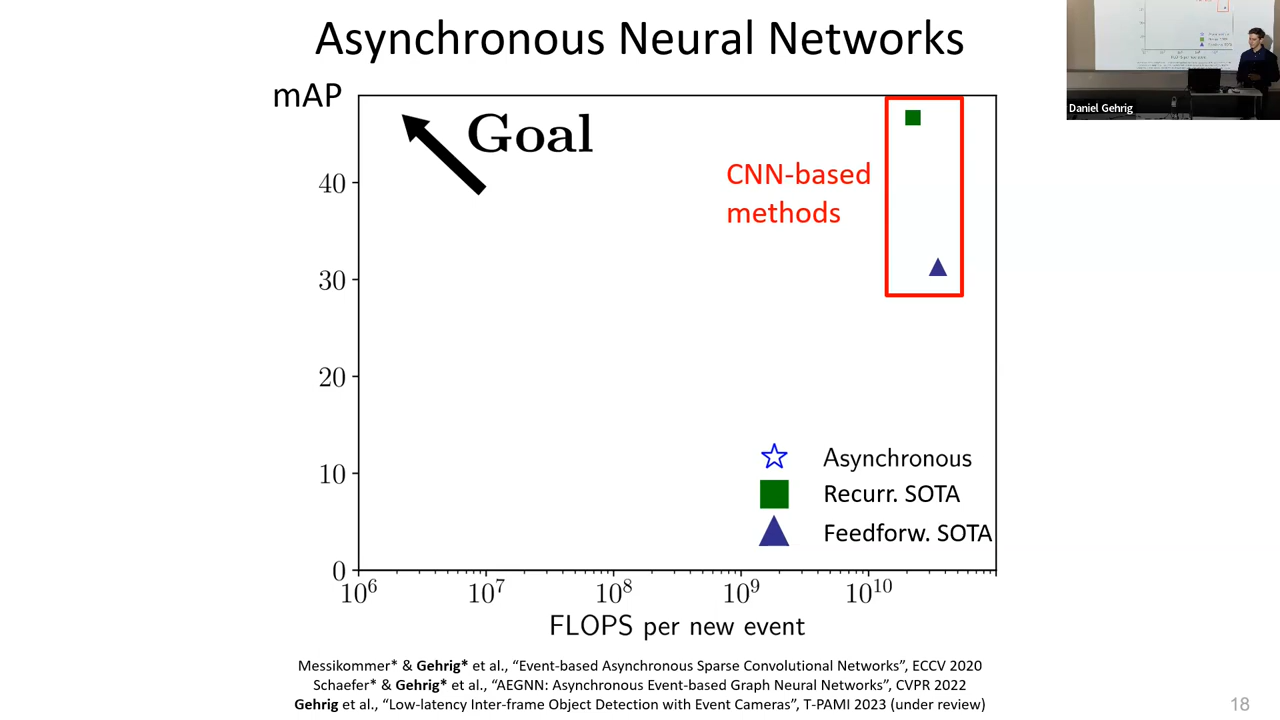 Asynchronous Neural Networks
mAP
Goal
CNN-based
methods
40
30
20
10
0
Asynchronous
Recurr. SOTA
Feedforw. SOTA
10⁶ 10⁷ 10⁸ 10⁹ 10¹⁰
FLOPS per new event
Messikommer* & Gehrig* et al., “Event-based Asynchronous Sparse Convolutional Networks”, ECCV 2020
Schaefer* & Gehrig* et al., “AEGNN: Asynchronous Event-based Graph Neural Networks”, CVPR 2022
Gehrig et al., “Low-latency Inter-frame Object Detection with Event Cameras”, T-PAMI 2023 (under review)
18
Daniel Gehrig